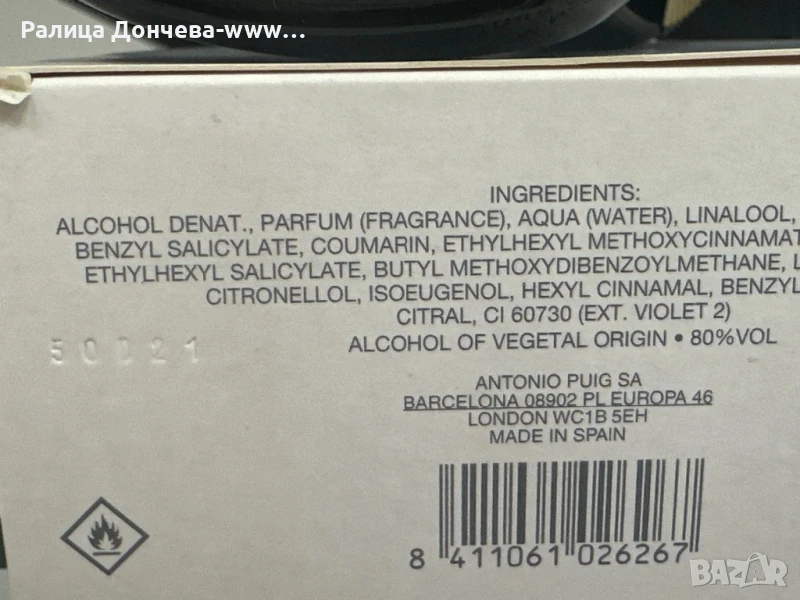 Ралица Дончева-www...
INGREDIENTS:
ALCOHOL DENAT., PARFUM (FRAGRANCE), AQUA (WATER), LINALOOL,
BENZYL SALICYLATE, COUMARIN, ETHYLHEXYL METHOXYCINNAMAT
ETHYLHEXYL SALICYLATE, BUTYL METHOXYDIBENZOYLMETHANE, L
CITRONELLOL, ISOEUGENOL, HEXYL CINNAMAL, BENZYL
CITRAL, CI 60730 (EXT. VIOLET 2)
ALCOHOL OF VEGETAL ORIGIN • 80%VOL
ANTONIO PUIG SA
BARCELONA 08902 PL EUROPA 46
LONDON WC1B 5EH
MADE IN SPAIN
8 411061 026267
BAZAR